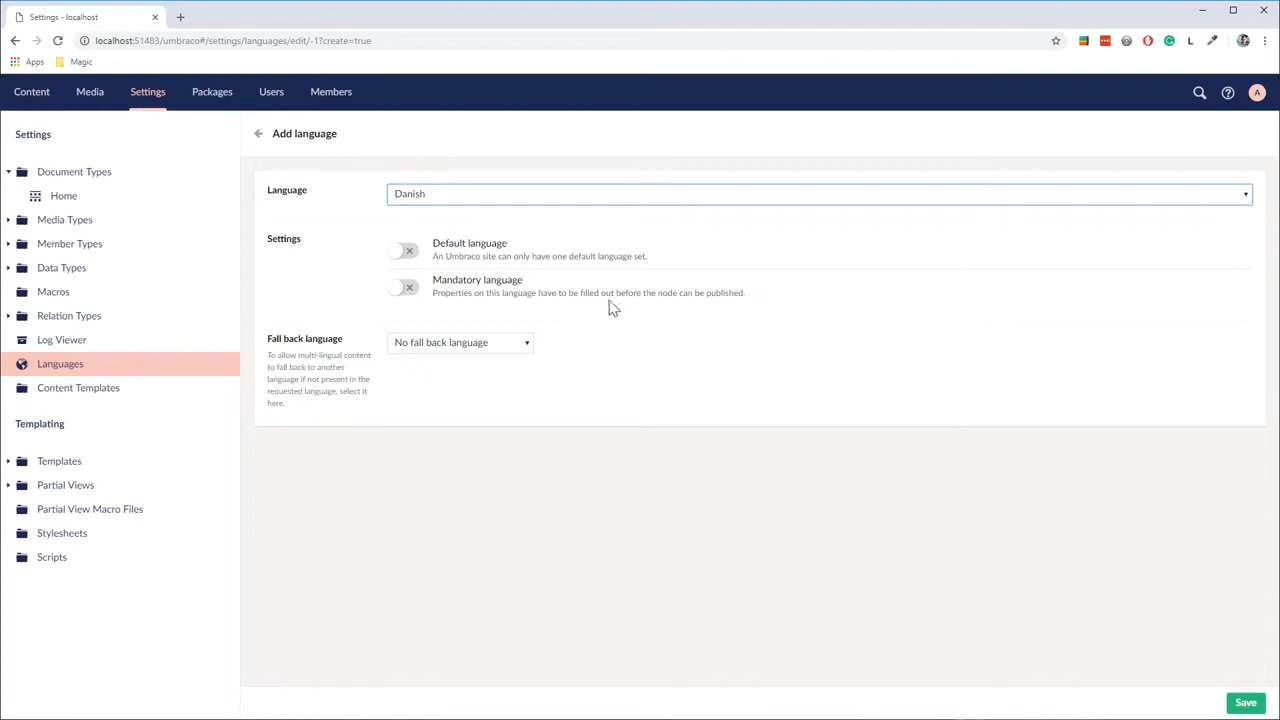 Settings - localhost
localhost:51483/umbraco#/settings/languages/edit/-1?create=true
Apps
Magic
L
Content
Media
Settings
Packages
Users
Members
A
Settings
Document Types
Home
Media Types
Member Types
Data Types
Macros
Relation Types
Log Viewer
Languages
Content Templates
Templating
Templates
Partial Views
Partial View Macro Files
Stylesheets
Scripts
Add language
Language
Danish
Settings
Default language
An Umbraco site can only have one default language set.
Mandatory language
Properties on this language have to be filled out before the node can be published.
Fall back language
To allow multi-lingual content
to fall back to another
language if not present in the
requested language, select it
here.
No fall back language
Save